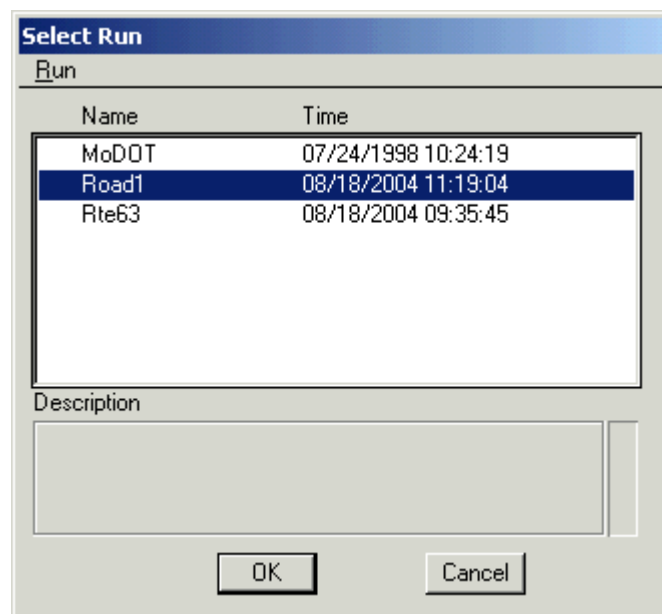 Select Run
Run
Name Time
MoDOT 07/24/1998 10:24:19
Road1 08/18/2004 11:19:04
Rte63 08/18/2004 09:35:45
Description
OK Cancel